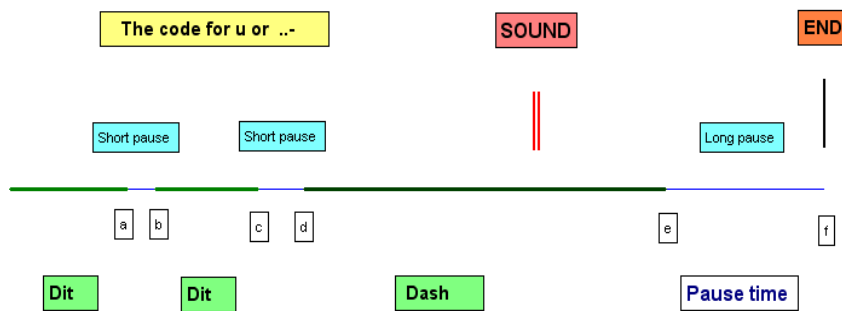 The code for u or ..-
SOUND
END
Short pause
Short pause
Long pause
a
b
c
d
e
f
Dit
Dit
Dash
Pause time